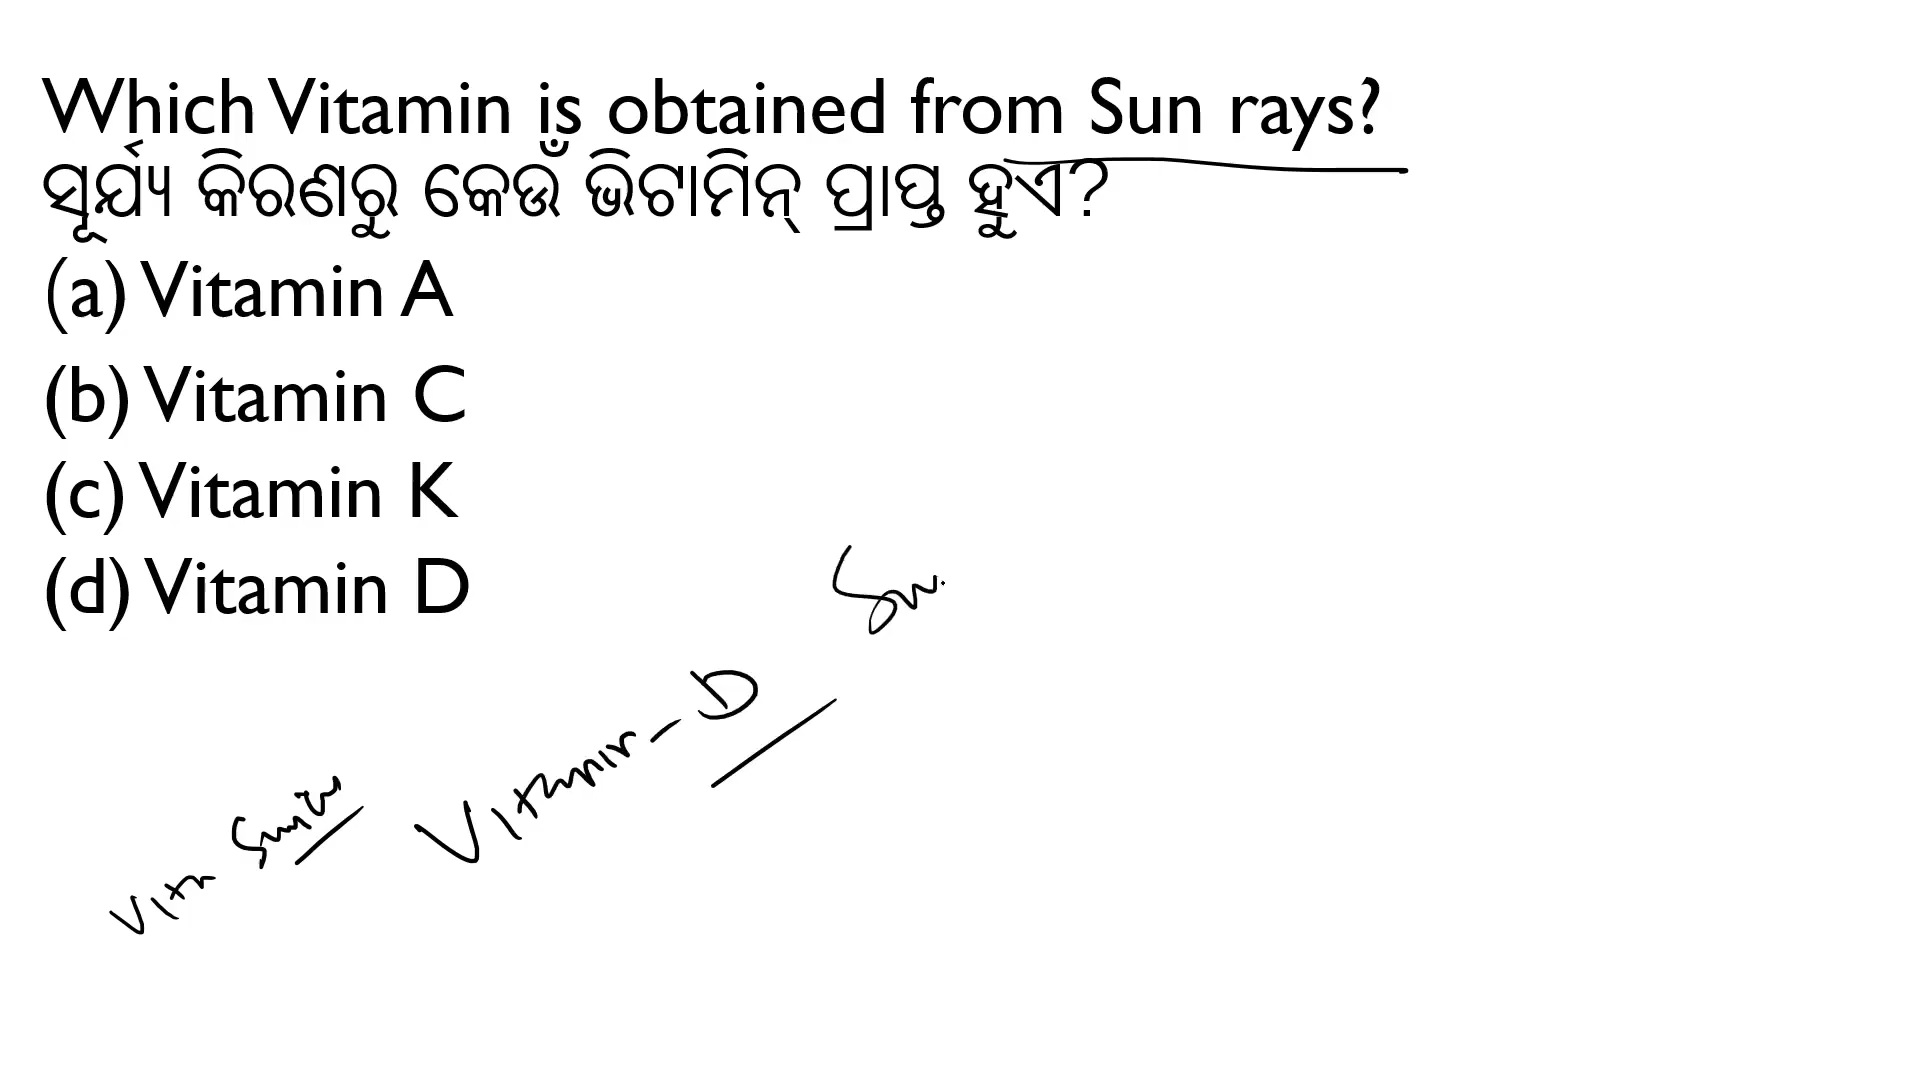 Which Vitamin is obtained from Sun rays?
ସୂର୍ଯ୍ୟ କିରଣରୁ କେଉଁ ଭିଟାମିନ୍ ପ୍ରାପ୍ତ ହୁଏ?
(a) Vitamin A
(b) Vitamin C
(c) Vitamin K
(d) Vitamin D
Vitamin - D